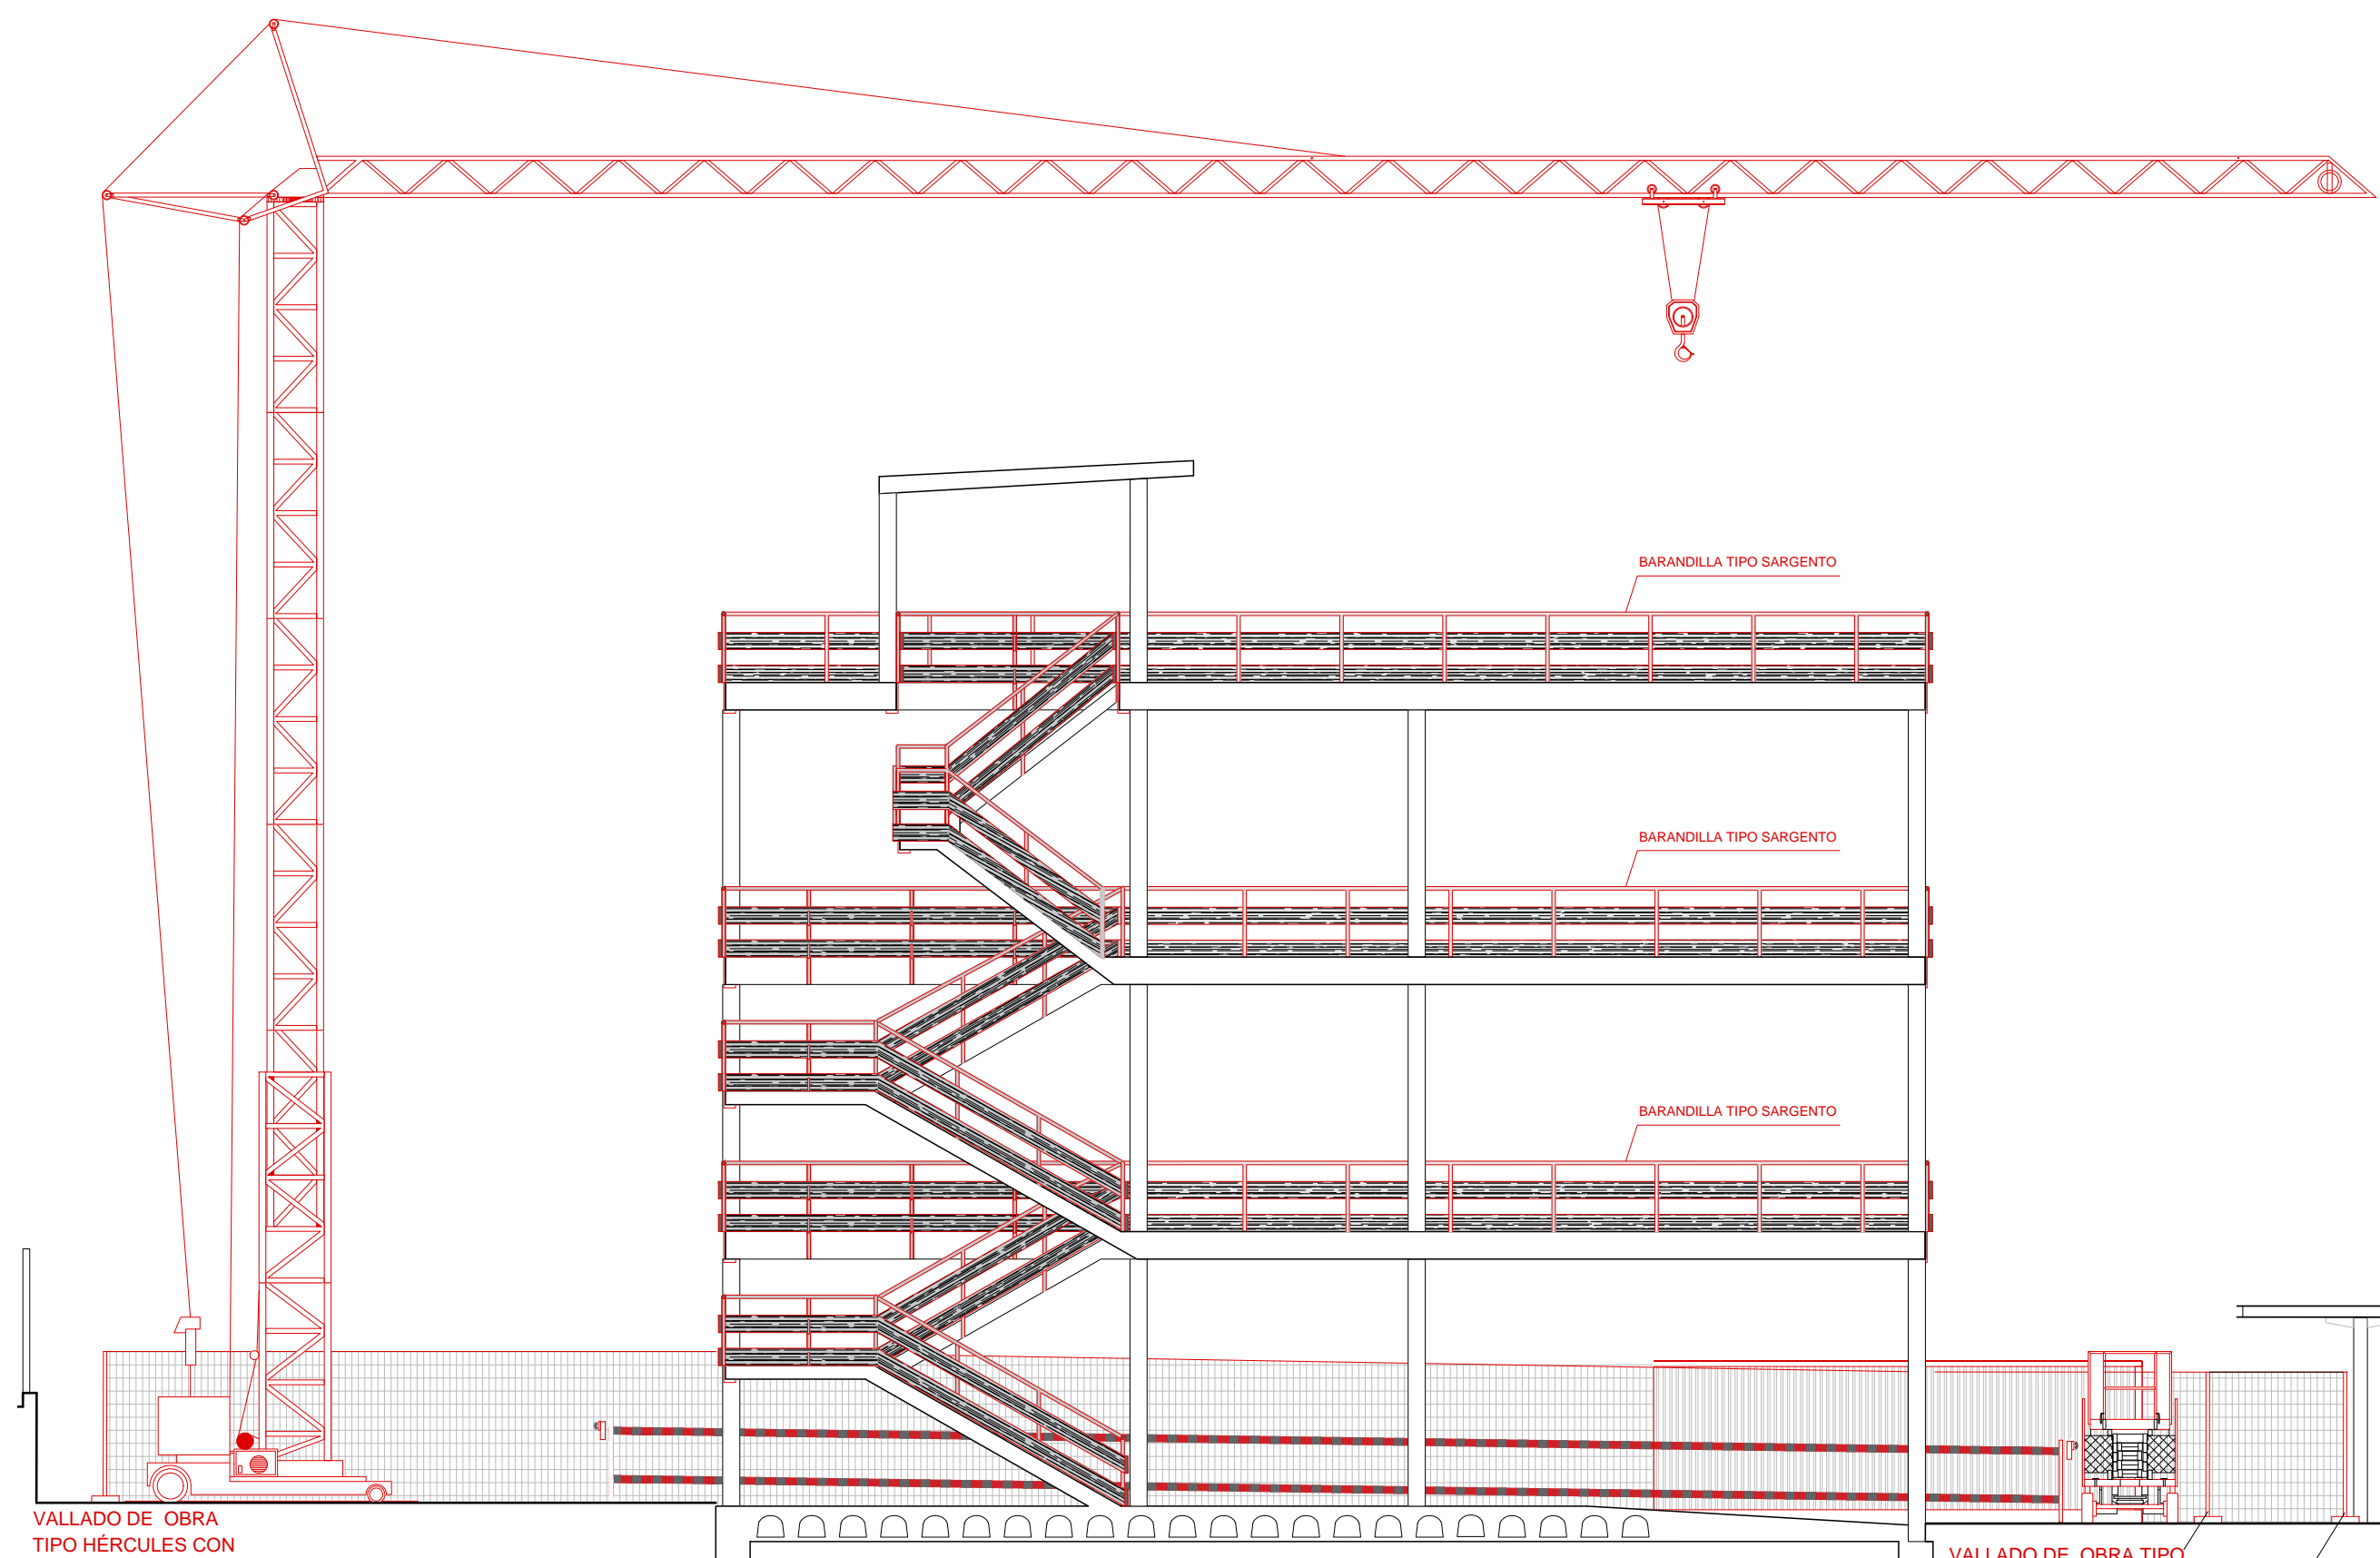 BARANDILLA TIPO SARGENTO
BARANDILLA TIPO SARGENTO
BARANDILLA TIPO SARGENTO
VALLADO DE OBRA
TIPO HÉRCULES CON
VALLADO DE OBRA TIPO